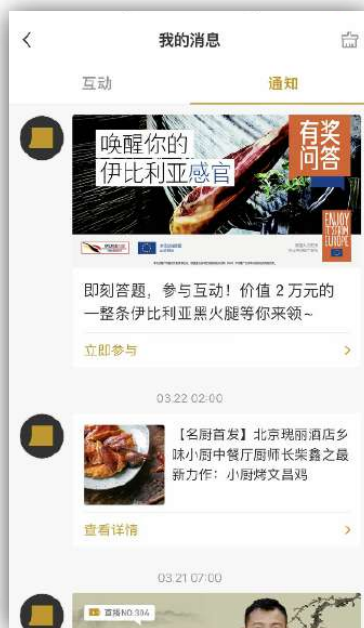 我的消息
互动
通知
唤醒你的
伊比利亚感官
有奖
问答
ENJOY
IT'S FROM
EUROPE
即刻答题，参与互动！价值 2 万元的
一整条伊比利亚黑火腿等你来领~
立即参与
03.22 02:00
【名厨首发】北京瑰丽酒店乡
味小厨中餐厅厨师长柴鑫之最
新力作：小厨烤文昌鸡
查看详情
03.21 07:00
直播NO.384